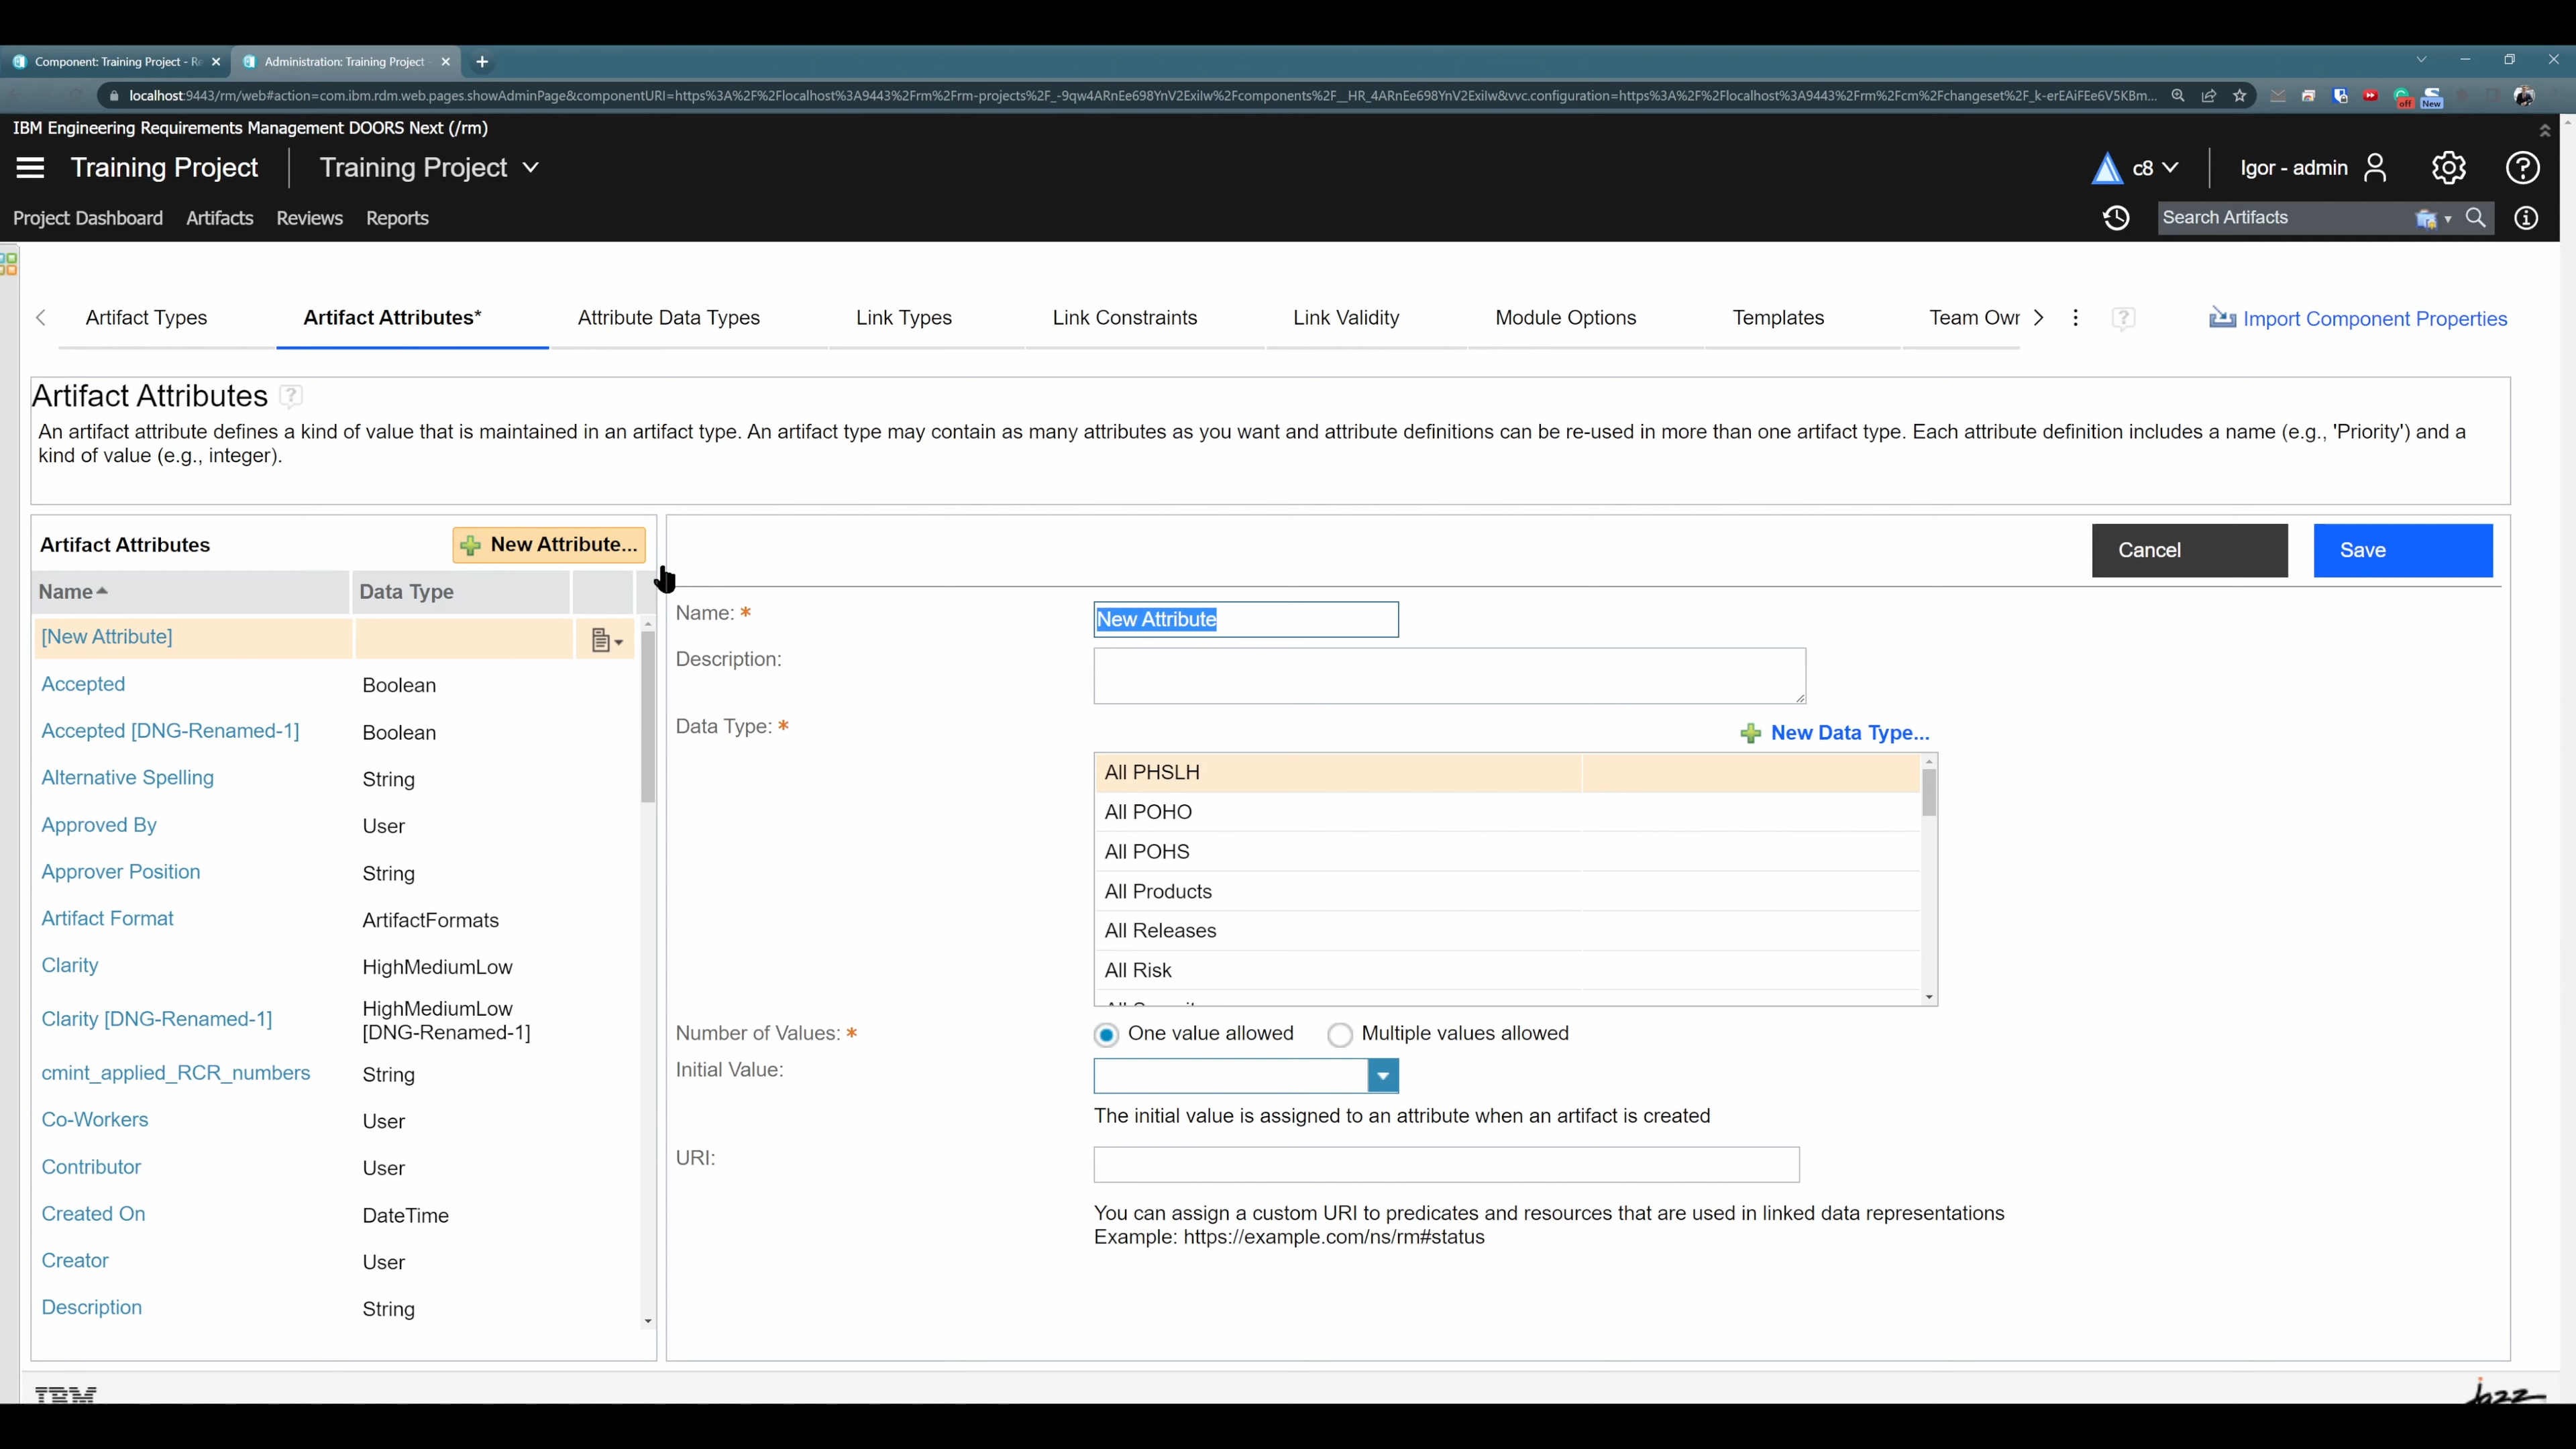 Component: Training Project - Re
Administration: Training Project
localhost:9443/rm/web#action=com.ibm.rdm.web.pages.showAdminPage&componentURI=https%3A%2F%2Flocalhost%3A9443%2Frm%2Frm-projects%2F_-9qw4ARnEe698YnV2Exilw%2Fcomponents%2F__HR_4ARnEe698YnV2Exilw&vvc.configuration=https%3A%2F%2Flocalhost%3A9443%2Frm%2Fcm%2Fchangeset%2F_k-erEAiFEe6V5KBm...
off
New
IBM Engineering Requirements Management DOORS Next (/rm)
Training Project
Training Project
c8
Igor - admin
Project Dashboard
Artifacts
Reviews
Reports
Search Artifacts
Artifact Types
Artifact Attributes*
Attribute Data Types
Link Types
Link Constraints
Link Validity
Module Options
Templates
Team Owr
Import Component Properties
Artifact Attributes
An artifact attribute defines a kind of value that is maintained in an artifact type. An artifact type may contain as many attributes as you want and attribute definitions can be re-used in more than one artifact type. Each attribute definition includes a name (e.g., 'Priority') and a
kind of value (e.g., integer).
Artifact Attributes
New Attribute...
Name
Data Type
[New Attribute]
Accepted Boolean
Accepted [DNG-Renamed-1] Boolean
Alternative Spelling String
Approved By User
Approver Position String
Artifact Format ArtifactFormats
Clarity HighMediumLow
Clarity [DNG-Renamed-1] HighMediumLow
[DNG-Renamed-1]
cmint_applied_RCR_numbers String
Co-Workers User
Contributor User
Created On DateTime
Creator User
Description String
Cancel
Save
Name: *
New Attribute
Description:
Data Type: *
New Data Type...
All PHSLH
All POHO
All POHS
All Products
All Releases
All Risk
Number of Values: *
One value allowed
Multiple values allowed
Initial Value:
The initial value is assigned to an attribute when an artifact is created
URI:
You can assign a custom URI to predicates and resources that are used in linked data representations
Example: https://example.com/ns/rm#status
IBM
jazz